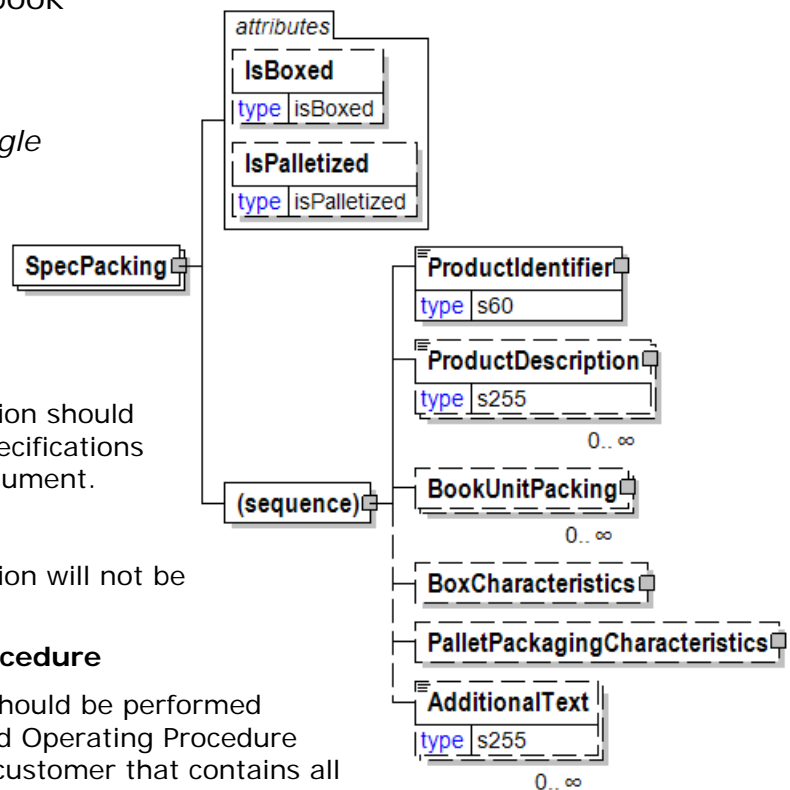 book
attributes
IsBoxed
type isBoxed
gle
IsPalletized
type isPalletized
SpecPacking
ProductIdentifier
type s60
ProductDescription
type s255
0.. ∞
ion should
ecifications
ument.
(sequence)
BookUnitPacking
0.. ∞
ion will not be
BoxCharacteristics
cedure
PalletPackagingCharacteristics
hould be performed
d Operating Procedure
customer that contains all
AdditionalText
type s255
0.. ∞